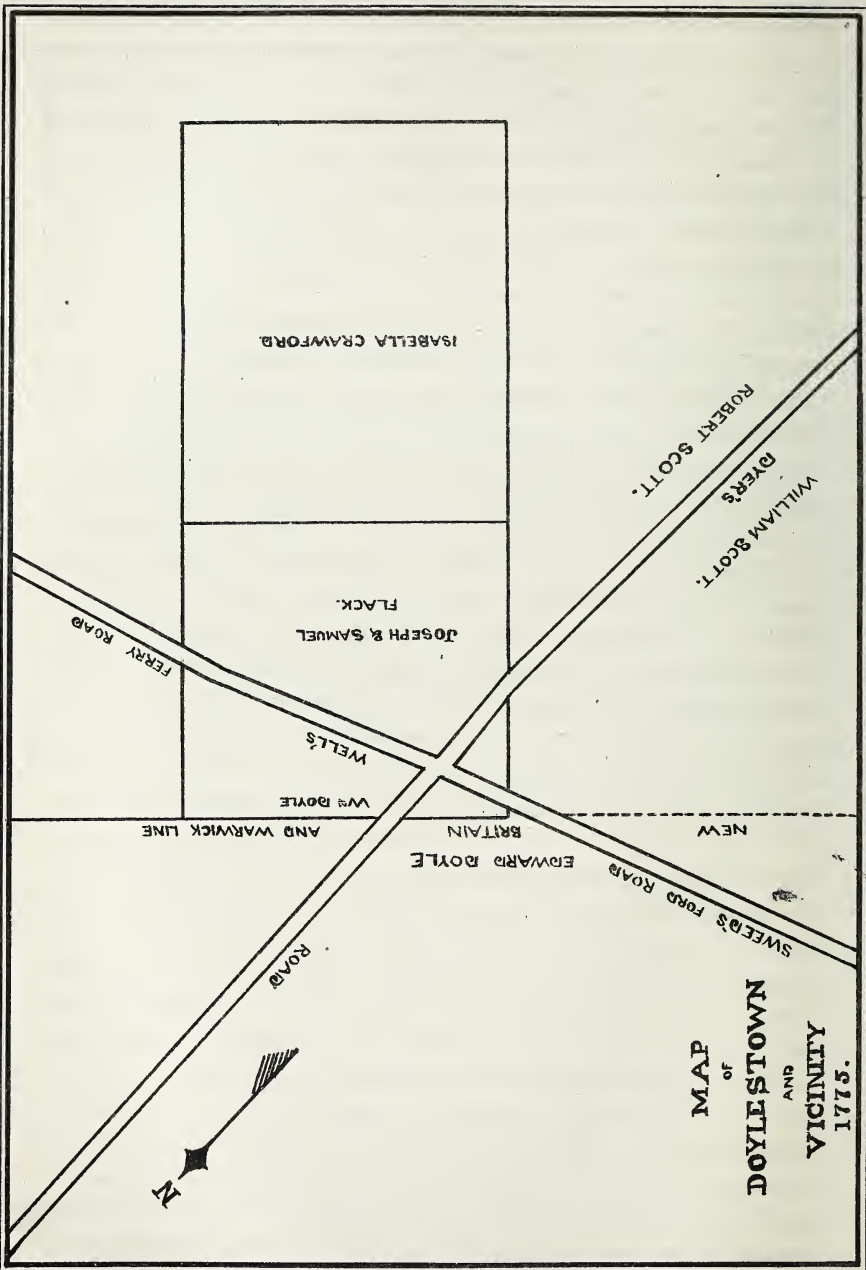 MAP
OF
DOYLESTOWN
AND
VICINITY
1775.
N
ROAD
SWEED'S FORD ROAD
EDWARD DOYLE
NEW
BRITAIN
AND WARWICK LINE
Wm DOYLE
WELL'S
FERRY ROAD
JOSEPH & SAMUEL
FLACK.
WILLIAM SCOTT.
DYER'S
ROBERT SCOTT.
ISABELLA CRAWFORD.